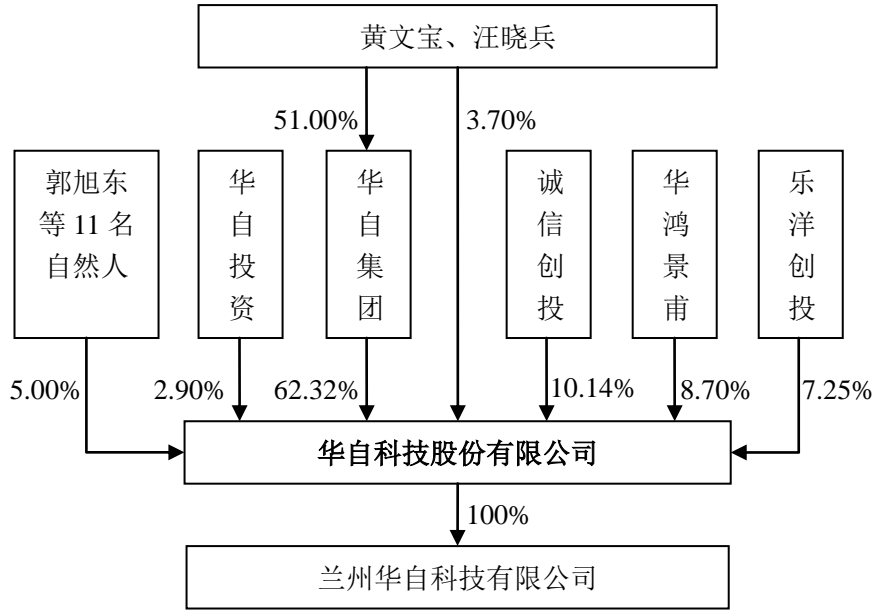 黄文宝、汪晓兵
51.00%
3.70%
郭旭东
等 11 名
自然人
华自投资
华自集团
诚信创投
华鸿景甫
乐洋创投
5.00%
2.90%
62.32%
10.14%
8.70%
7.25%
华自科技股份有限公司
100%
兰州华自科技有限公司